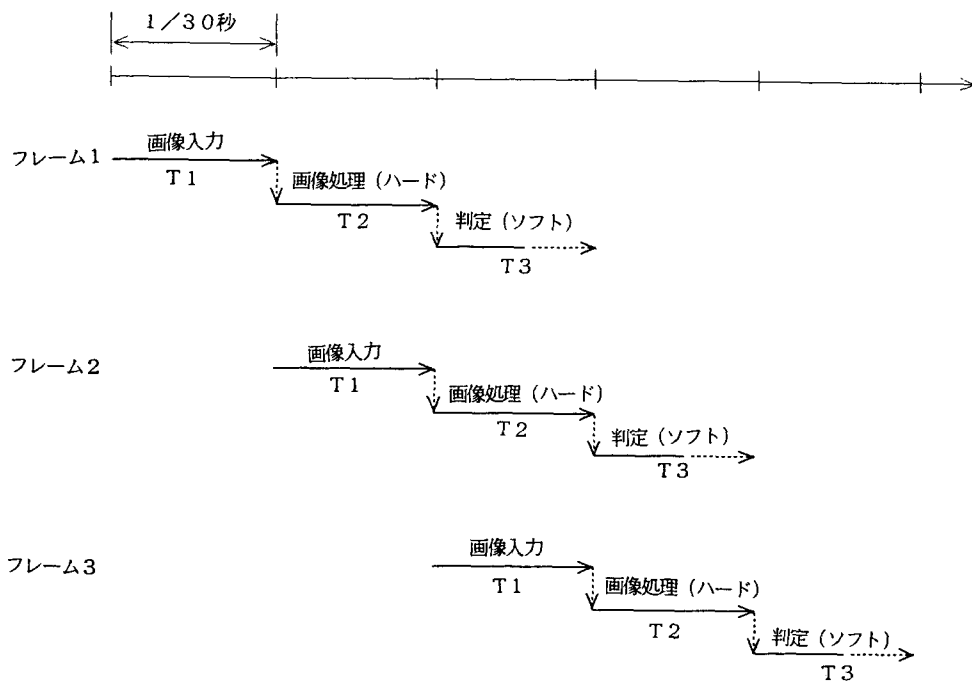 1／30秒
フレーム1
画像入力
T1
画像処理（ハード）
T2
判定（ソフト）
T3
フレーム2
画像入力
T1
画像処理（ハード）
T2
判定（ソフト）
T3
フレーム3
画像入力
T1
画像処理（ハード）
T2
判定（ソフト）
T3